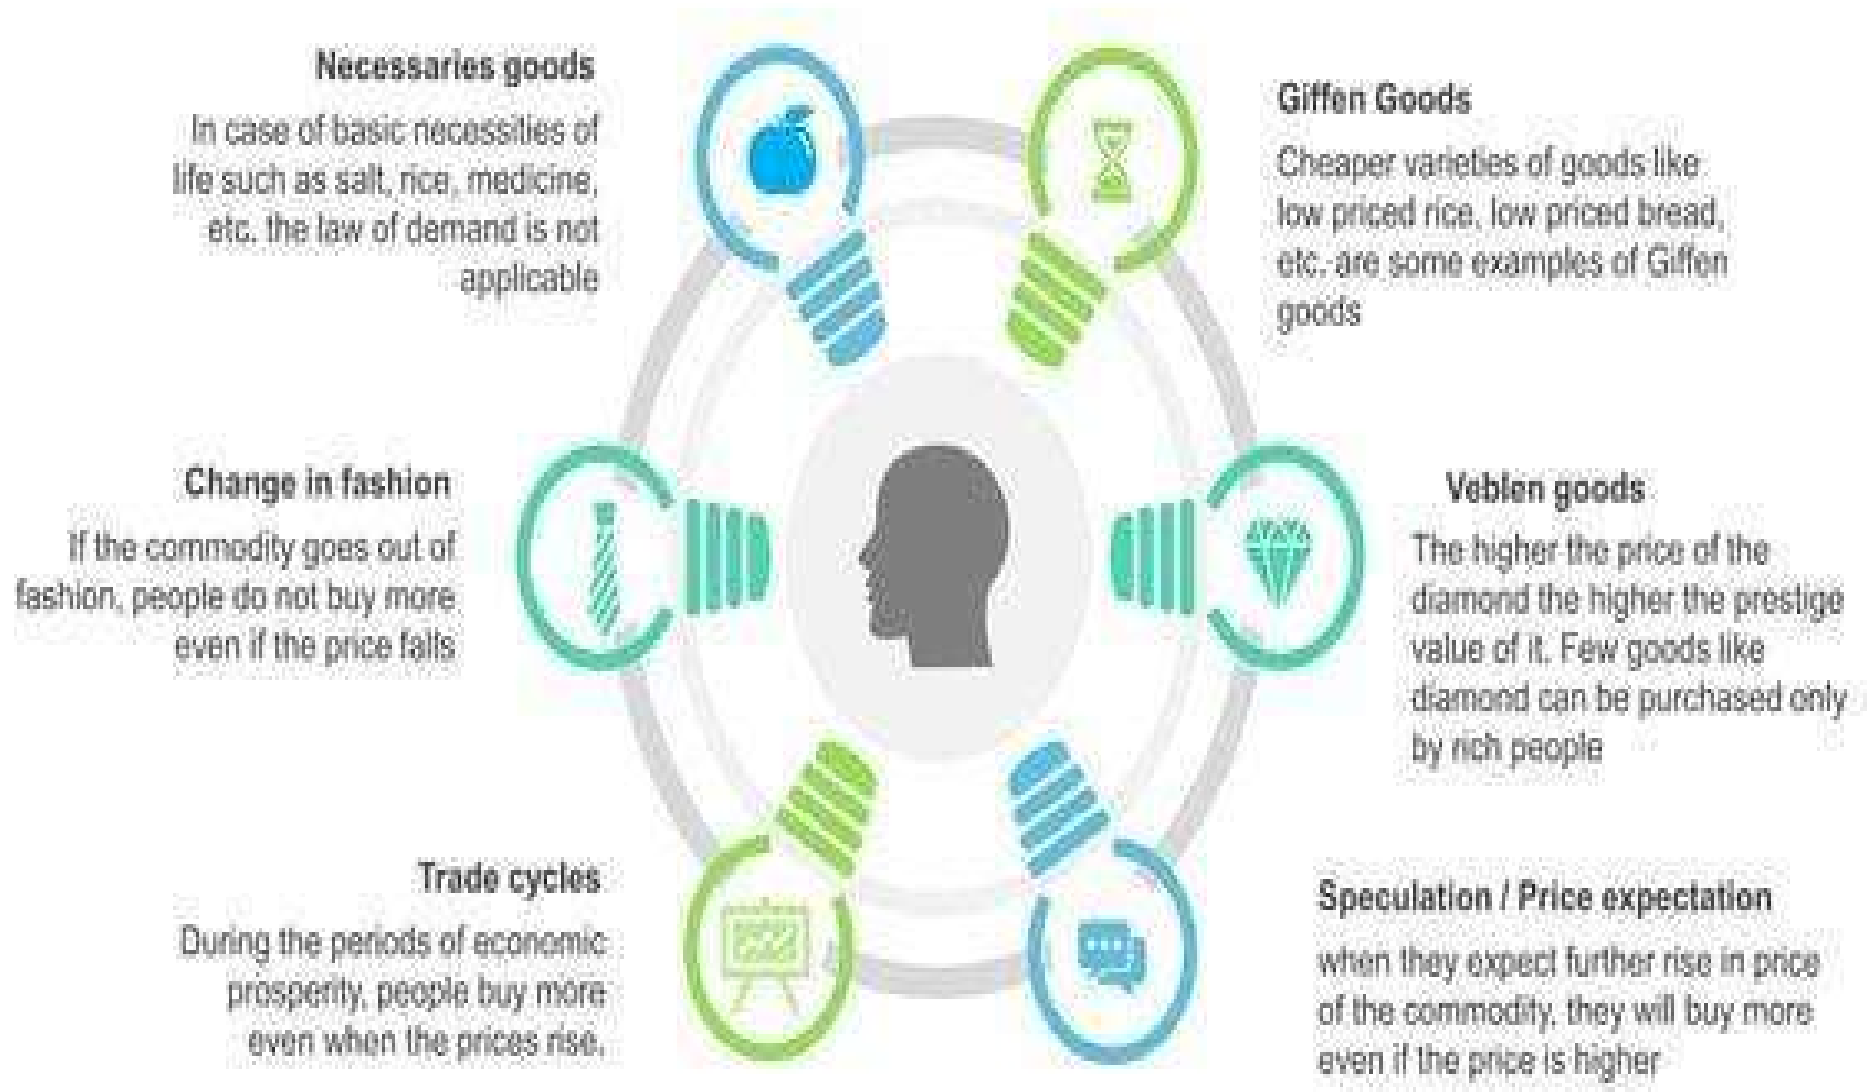 Necessaries goods
In case of basic necessities of
life such as salt, rice, medicine,
etc. the law of demand is not
applicable
Giffen Goods
Cheaper varieties of goods like
low priced rice, low priced bread,
etc. are some examples of Giffen
goods
Change in fashion
If the commodity goes out of
fashion, people do not buy more
even if the price falls
Veblen goods
The higher the price of the
diamond the higher the prestige
value of it. Few goods like
diamond can be purchased only
by rich people
Trade cycles
During the periods of economic
prosperity, people buy more
even when the prices rise.
Speculation / Price expectation
when they expect further rise in price
of the commodity, they will buy more
even if the price is higher